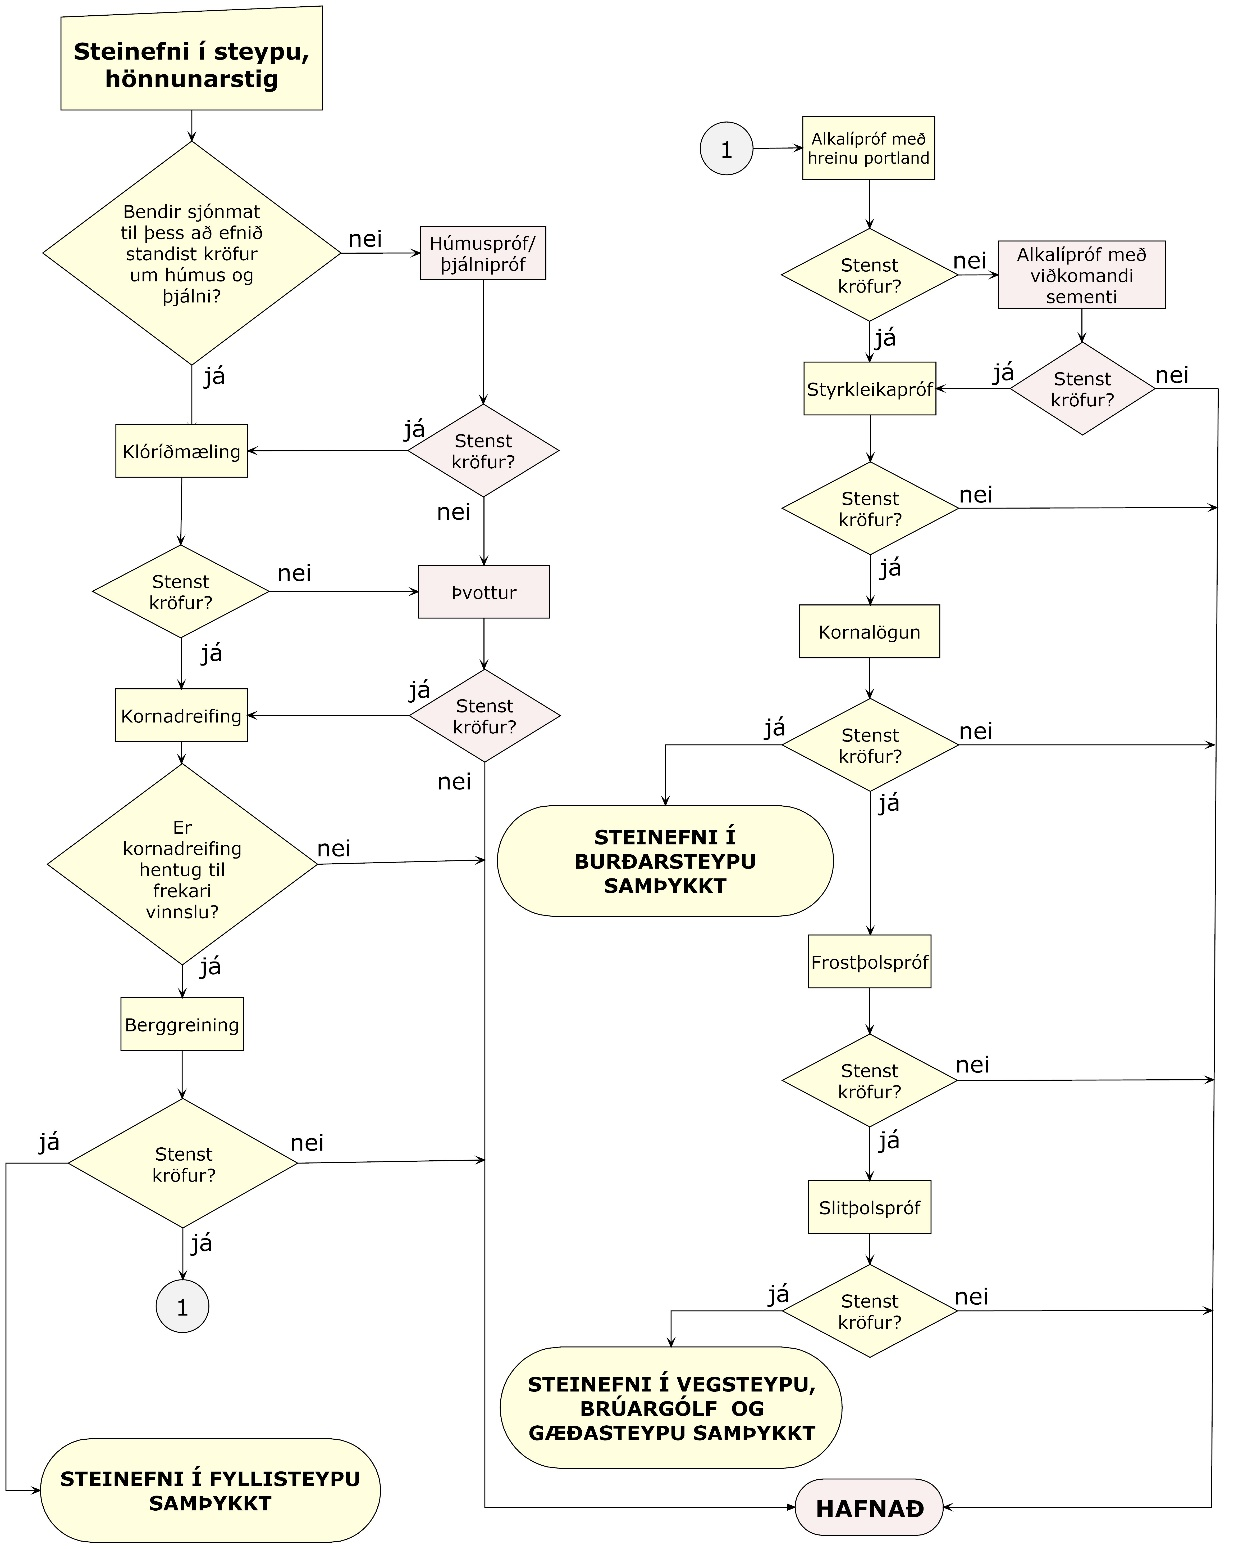 Steinefni í steypu,
hönnunarstig
Bendir sjónmat
til þess að efnið
standist kröfur
um húmus og
þjálni?
nei
Húmuspróf/
þjálnipróf
já
Klóríðmæling
já
Stenst
kröfur?
nei
Stenst
kröfur?
nei
Þvottur
já
Kornadreifing
já
Stenst
kröfur?
nei
Er
kornadreifing
hentug til
frekari
vinnslu?
nei
já
Berggreining
já
Stenst
kröfur?
nei
já
1
STEINEFNI Í FYLLISTEYPU
SAMÞYKKT
1
Alkalípróf með
hreinu portland
Stenst
kröfur?
nei
Alkalípróf með
viðkomandi
sementi
já
Styrkleikapróf
já
Stenst
kröfur?
nei
Stenst
kröfur?
nei
já
Kornalögun
já
Stenst
kröfur?
nei
já
STEINEFNI Í
BURÐARSTEYPU
SAMÞYKKT
Frostþolspróf
Stenst
kröfur?
nei
já
Slitþolspróf
já
Stenst
kröfur?
nei
STEINEFNI Í VEGSTEYPU,
BRÚARGÓLF  OG
GÆÐASTEYPU SAMÞYKKT
HAFNAÐ